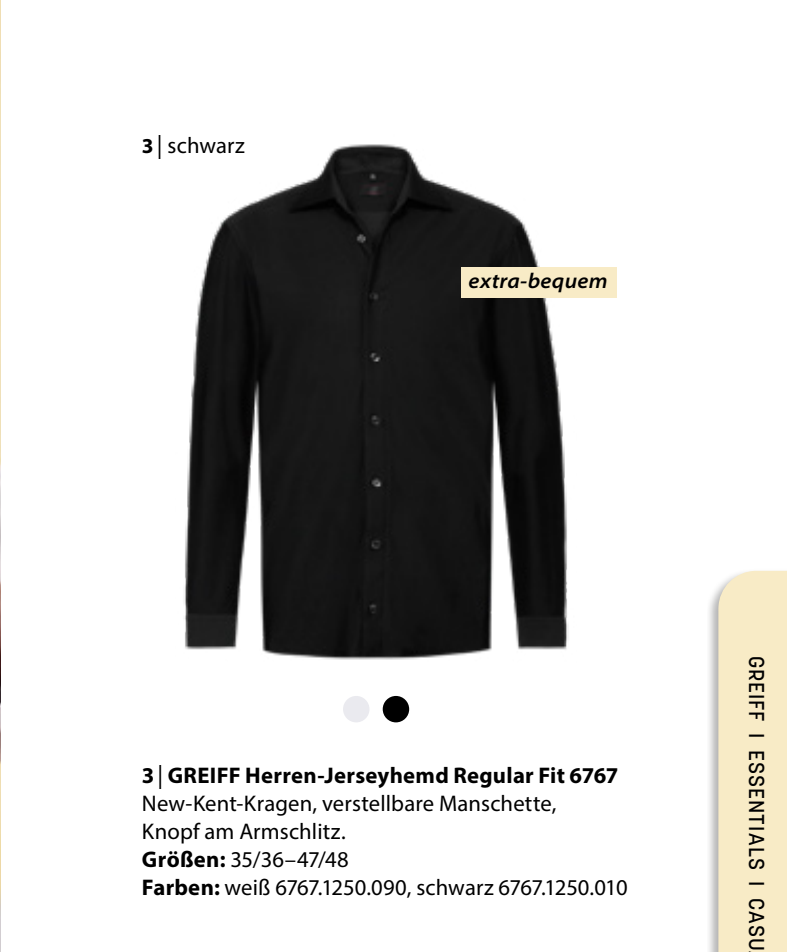 3 | schwarz
extra-bequem
3 | GREIFF Herren-Jerseyhemd Regular Fit 6767
New-Kent-Kragen, verstellbare Manschette,
Knopf am Armschlitz.
Größen: 35/36–47/48
Farben: weiß 6767.1250.090, schwarz 6767.1250.010
GREIFF I ESSENTIALS I CASU